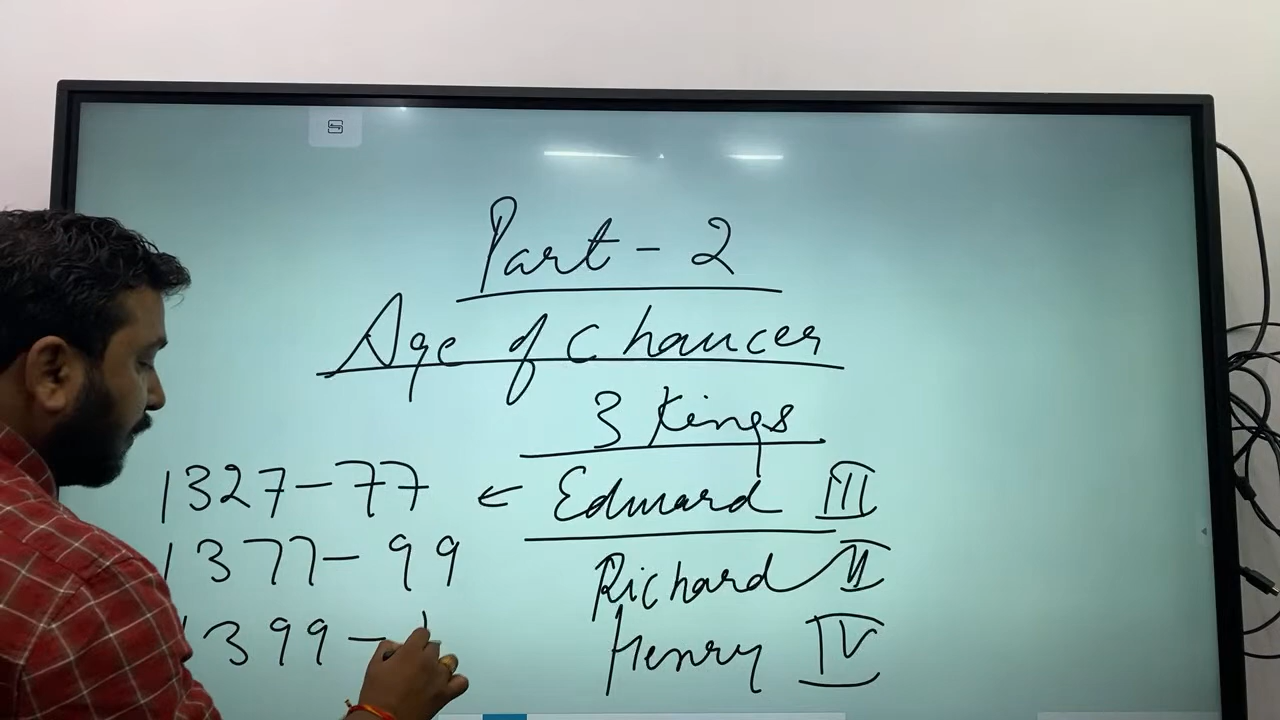 Part - 2
Age of Chaucer
3 Kings
1327-77 ← Edward III
1377-99 Richard II
1399- Henry IV